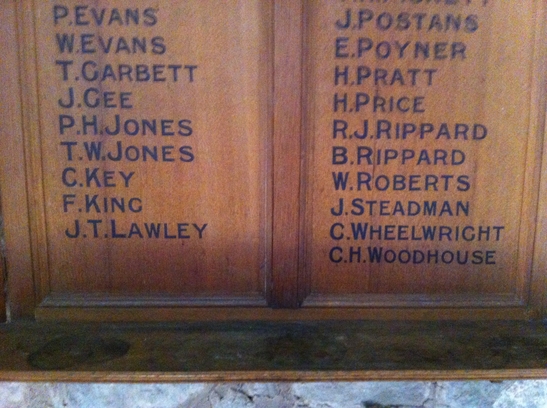 P. EVANS
W. EVANS
T. GARBETT
J. GEE
P. H. JONES
T. W. JONES
C. KEY
F. KING
J. T. LAWLEY
J. POSTANS
E. POYNER
H. PRATT
H. PRICE
R. J. RIPPARD
B. RIPPARD
W. ROBERTS
J. STEADMAN
C. WHEELWRIGHT
C. H. WOODHOUSE